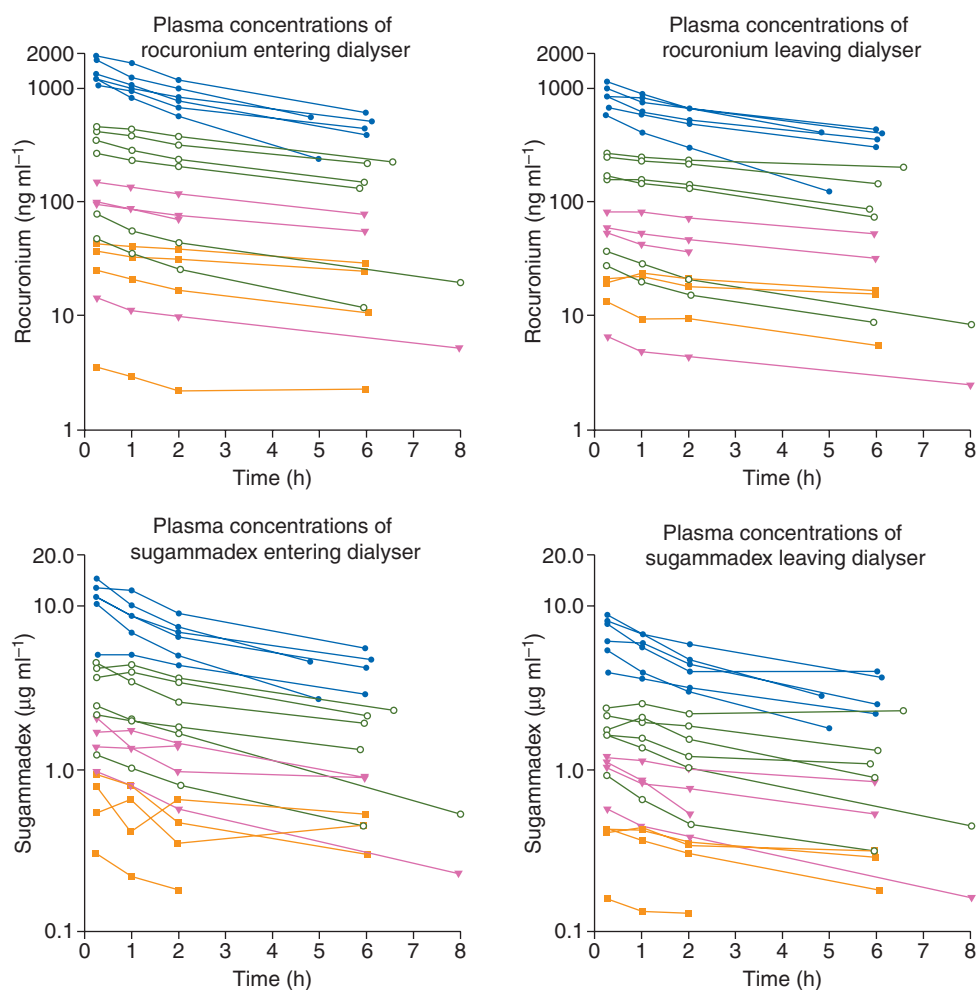 Plasma concentrations of
rocuronium entering dialyser
2000
1000
100
10
1
Rocuronium (ng ml⁻¹)
0 1 2 3 4 5 6 7 8
Time (h)
Plasma concentrations of
rocuronium leaving dialyser
2000
1000
100
10
1
Rocuronium (ng ml⁻¹)
0 1 2 3 4 5 6 7 8
Time (h)
Plasma concentrations of
sugammadex entering dialyser
20.0
10.0
1.0
0.1
Sugammadex (µg ml⁻¹)
0 1 2 3 4 5 6 7 8
Time (h)
Plasma concentrations of
sugammadex leaving dialyser
20.0
10.0
1.0
0.1
Sugammadex (µg ml⁻¹)
0 1 2 3 4 5 6 7 8
Time (h)